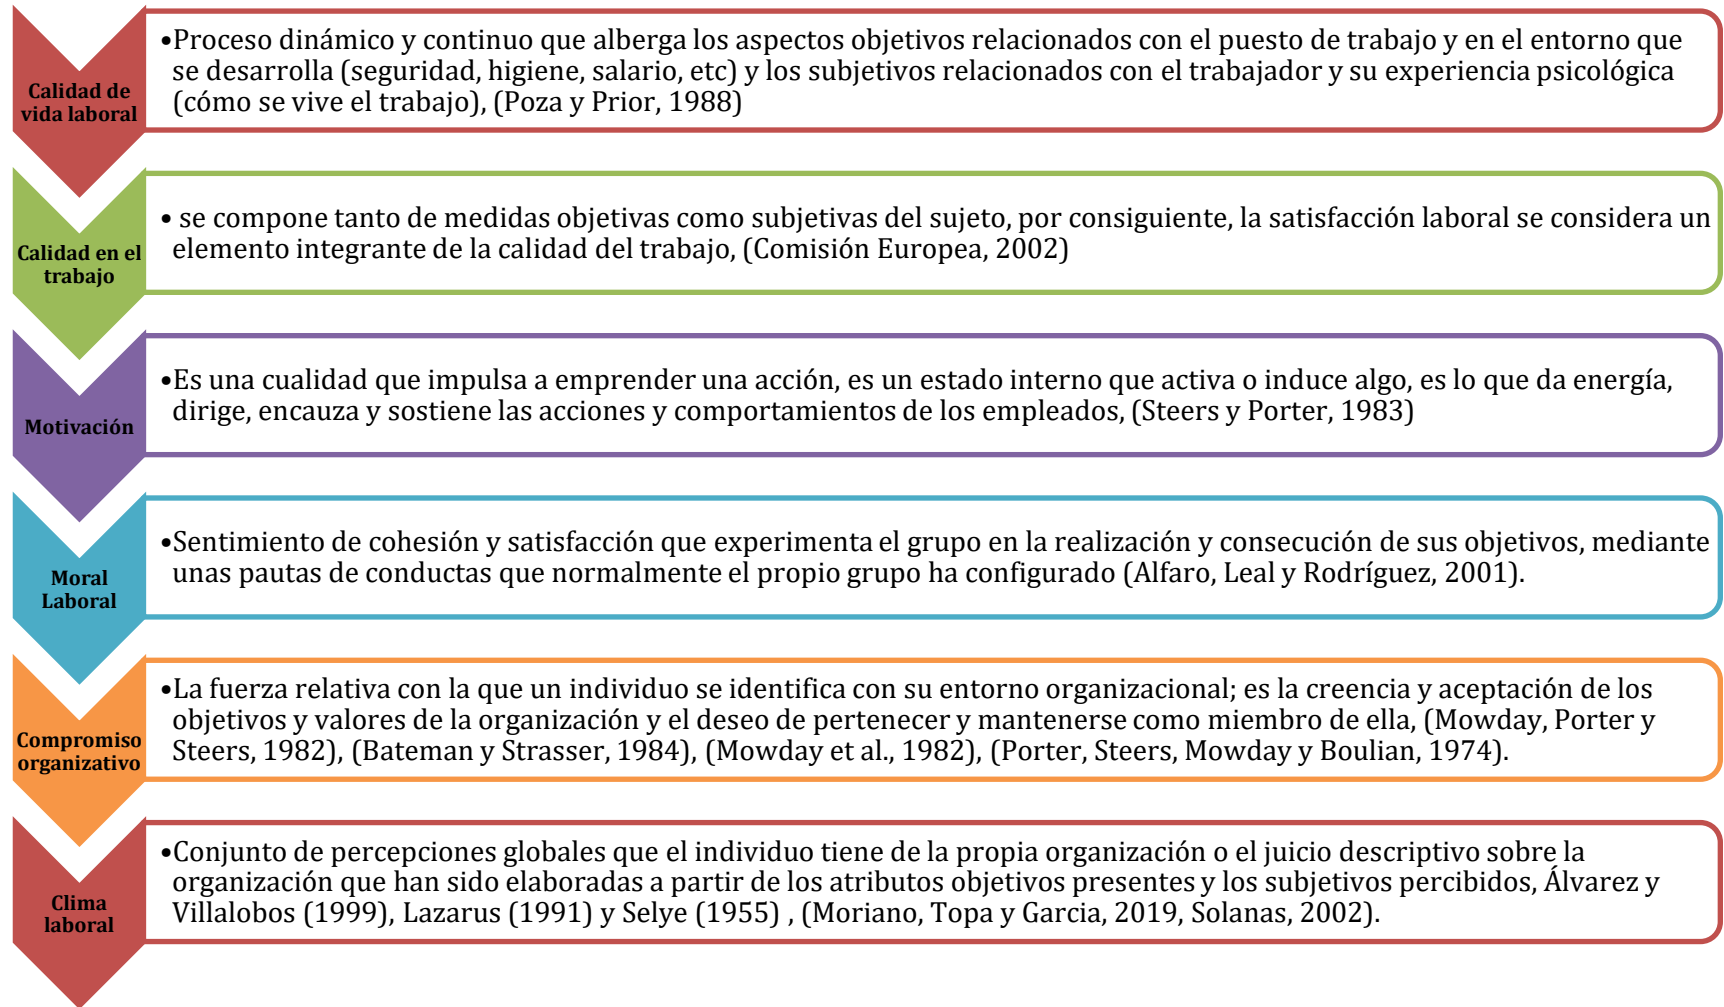 Calidad de
vida laboral
•Proceso dinámico y continuo que alberga los aspectos objetivos relacionados con el puesto de trabajo y en el entorno que
se desarrolla (seguridad, higiene, salario, etc) y los subjetivos relacionados con el trabajador y su experiencia psicológica
(cómo se vive el trabajo), (Poza y Prior, 1988)
Calidad en el
trabajo
• se compone tanto de medidas objetivas como subjetivas del sujeto, por consiguiente, la satisfacción laboral se considera un
elemento integrante de la calidad del trabajo, (Comisión Europea, 2002)
Motivación
•Es una cualidad que impulsa a emprender una acción, es un estado interno que activa o induce algo, es lo que da energía,
dirige, encauza y sostiene las acciones y comportamientos de los empleados, (Steers y Porter, 1983)
Moral
Laboral
•Sentimiento de cohesión y satisfacción que experimenta el grupo en la realización y consecución de sus objetivos, mediante
unas pautas de conductas que normalmente el propio grupo ha configurado (Alfaro, Leal y Rodríguez, 2001).
Compromiso
organizativo
•La fuerza relativa con la que un individuo se identifica con su entorno organizacional; es la creencia y aceptación de los
objetivos y valores de la organización y el deseo de pertenecer y mantenerse como miembro de ella, (Mowday, Porter y
Steers, 1982), (Bateman y Strasser, 1984), (Mowday et al., 1982), (Porter, Steers, Mowday y Boulian, 1974).
Clima
laboral
•Conjunto de percepciones globales que el individuo tiene de la propia organización o el juicio descriptivo sobre la
organización que han sido elaboradas a partir de los atributos objetivos presentes y los subjetivos percibidos, Álvarez y
Villalobos (1999), Lazarus (1991) y Selye (1955) , (Moriano, Topa y Garcia, 2019, Solanas, 2002).